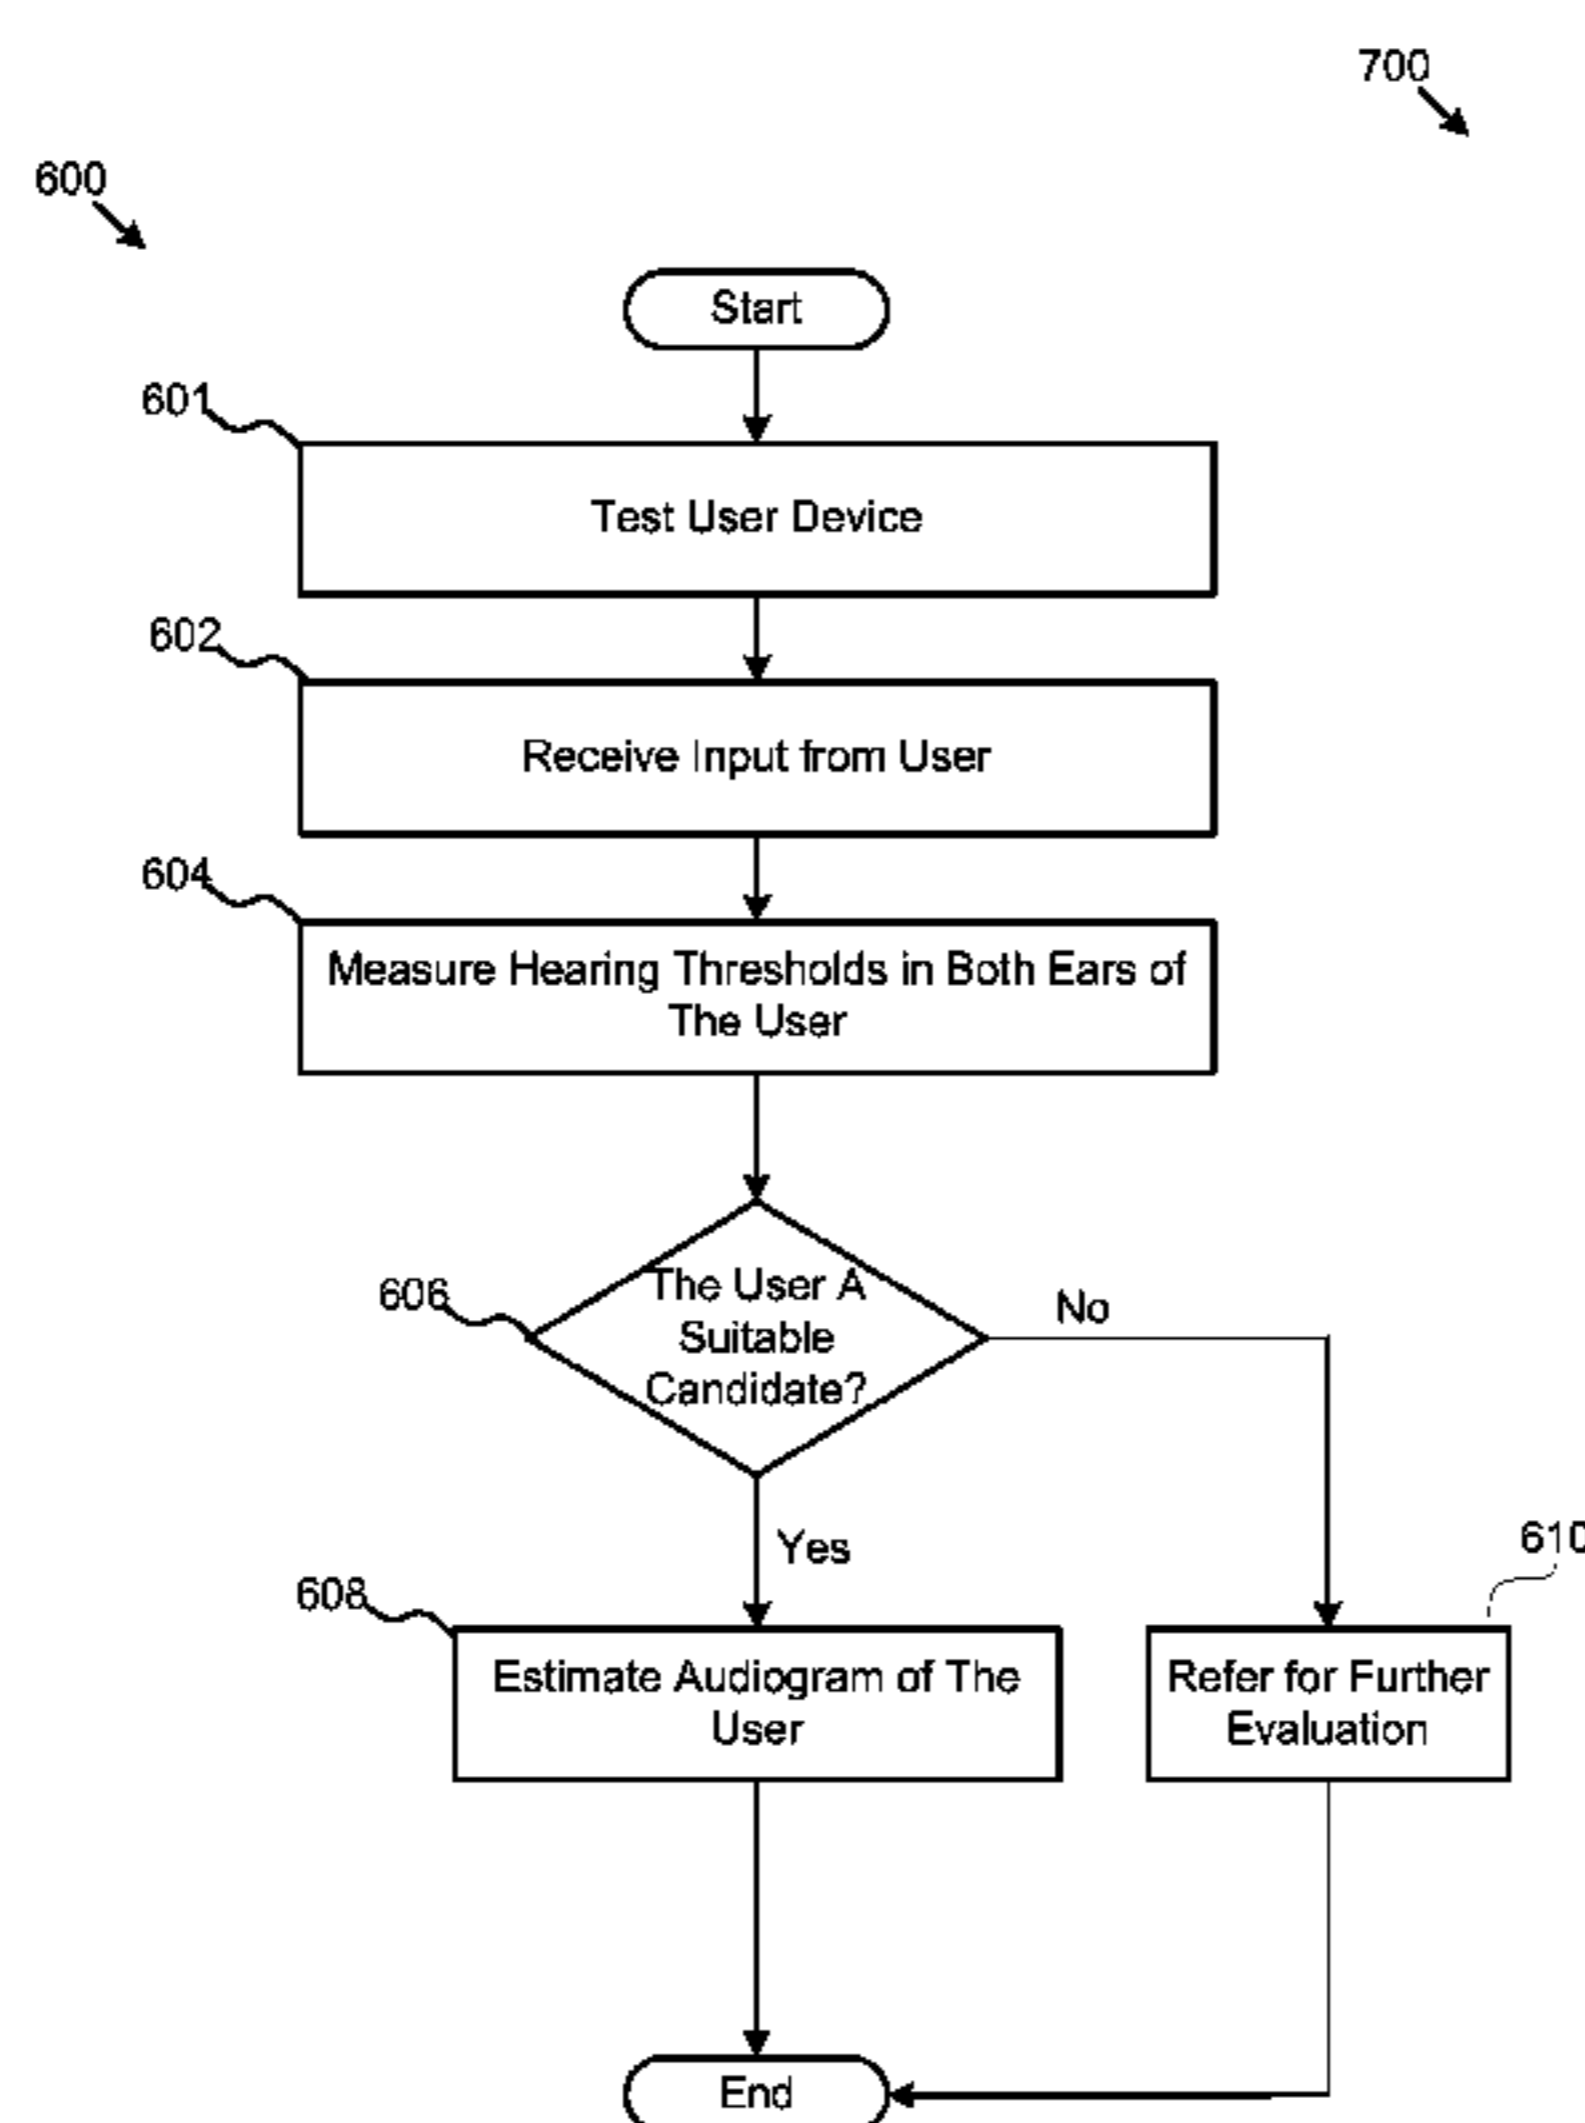 700
600
Start
601
Test User Device
602
Receive Input from User
604
Measure Hearing Thresholds in Both Ears of
The User
606
The User A
Suitable
Candidate?
No
Yes
610
608
Estimate Audiogram of The
User
Refer for Further
Evaluation
End